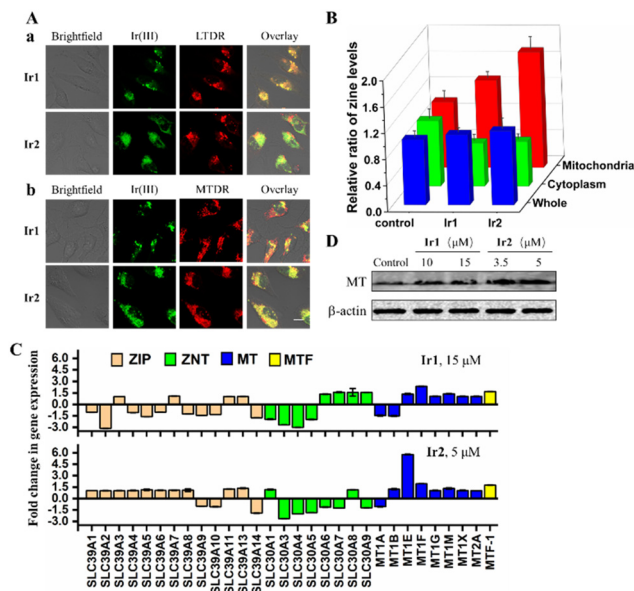 A
a
Brightfield Ir(III) LTDR Overlay
Ir1
Ir2
b
Brightfield Ir(III) MTDR Overlay
Ir1
Ir2
B
Relative ratio of zinc levels
2.0
1.6
1.2
0.8
0.4
0.0
control Ir1 Ir2
Mitochondria
Cytoplasm
Whole
D
Ir1 (μM) Ir2 (μM)
Control 10 15 3.5 5
MT
β-actin
C
ZIP ZNT MT MTF
Fold change in gene expression
Ir1, 15 μM
6.0
4.5
3.0
1.5
0.0
-1.5
-3.0
Ir2, 5 μM
6.0
4.5
3.0
1.5
0.0
-1.5
-3.0
SLC39A1
SLC39A2
SLC39A3
SLC39A4
SLC39A5
SLC39A6
SLC39A7
SLC39A8
SLC39A9
SLC39A10
SLC39A11
SLC39A13
SLC39A14
SLC30A1
SLC30A3
SLC30A4
SLC30A5
SLC30A6
SLC30A7
SLC30A8
SLC30A9
MT1A
MT1B
MT1E
MT1F
MT1G
MT1M
MT1X
MT2A
MTF-1